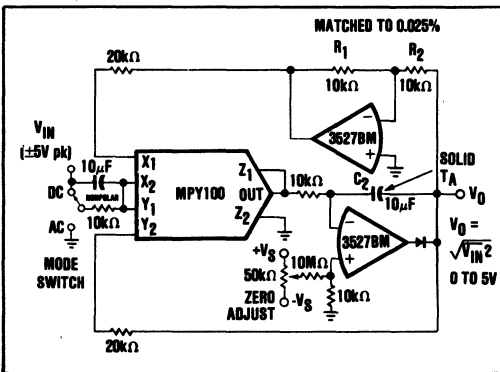 MATCHED TO 0.025%
20kΩ
R1
R2
10kΩ
10kΩ
VIN
(±5V pk)
10μF
NONPOLAR
DC
10kΩ
AC
MODE
SWITCH
X1
X2
Y1
Y2
MPY100
Z1
OUT
Z2
-
+
3527BM
10kΩ
C2
10μF
SOLID
TA
VO
-
+
3527BM
VO =
√VIN²
0 TO 5V
+VS
50kΩ
10MΩ
-VS
ZERO
ADJUST
10kΩ
20kΩ